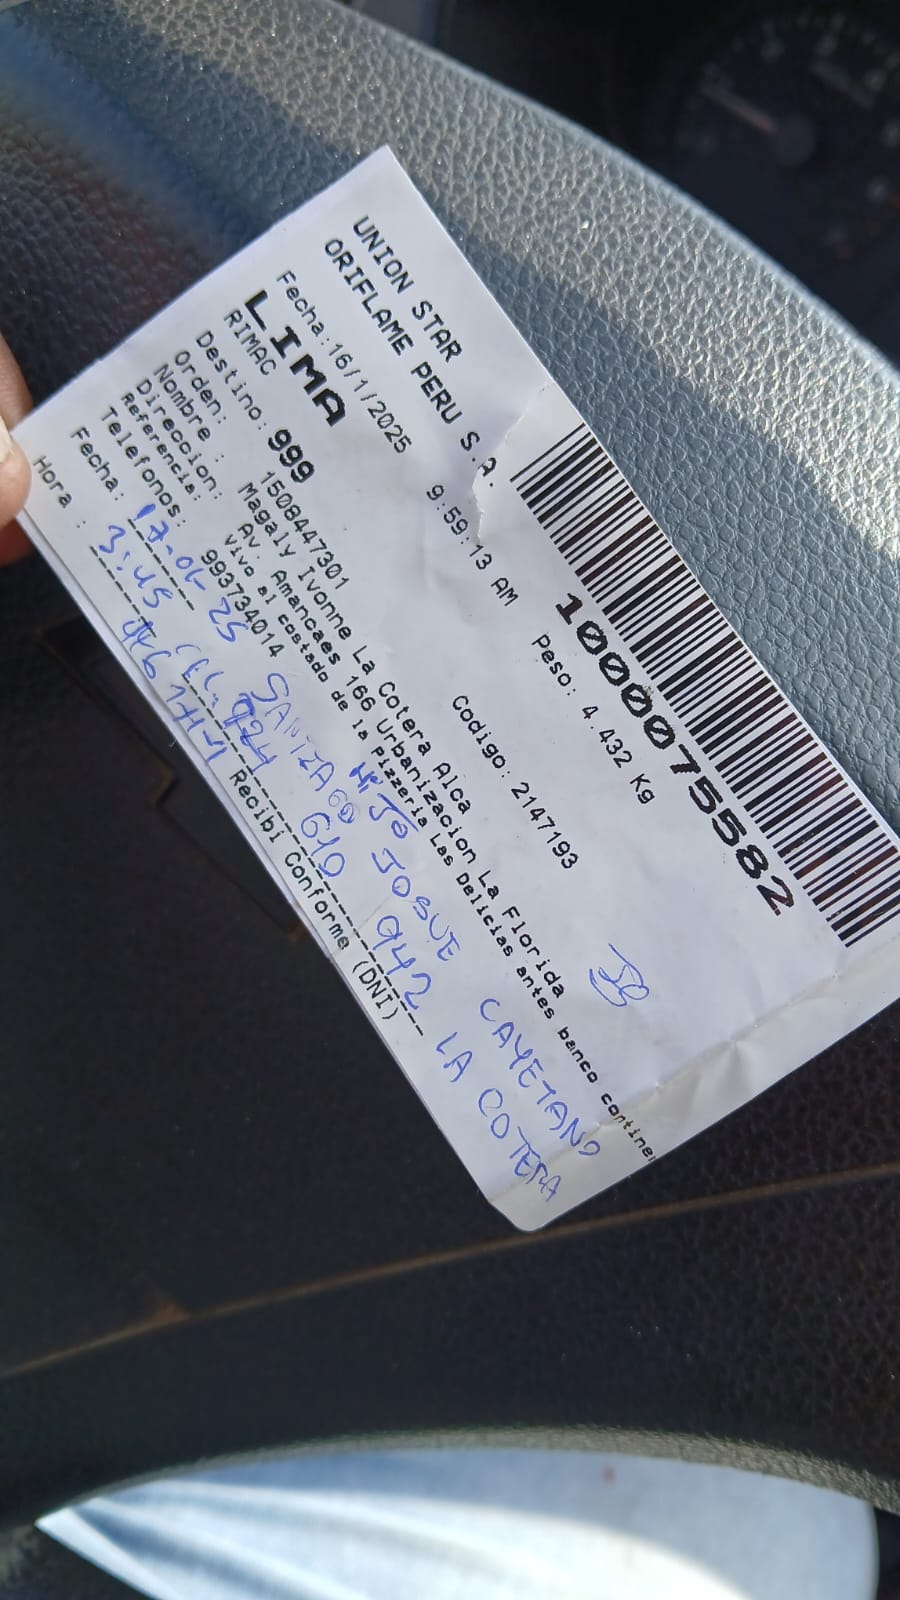 UNION STAR
ORIFLAME PERU S.A.
Fecha:16/1/2025 9:59:13 AM
1000075582
LIMA Peso: 4.432 Kg
RIMAC
Destino: 999 Codigo: 2147193
Orden: 1508447301
Nombre : Magaly Ivonne La Cotera Alca
Direccion: Av. Amancaes 166 Urbanizacion La Florida
Referencia: Vivo al costado de la Pizzeria Las Delicias antes banco contine
Telefonos: 993734014
Fecha: 17-01-25 SANTIAGO JOSUE CAYETANO LA COTERA
Hora : 3:45 610 942
Recibi Conforme (DNI)